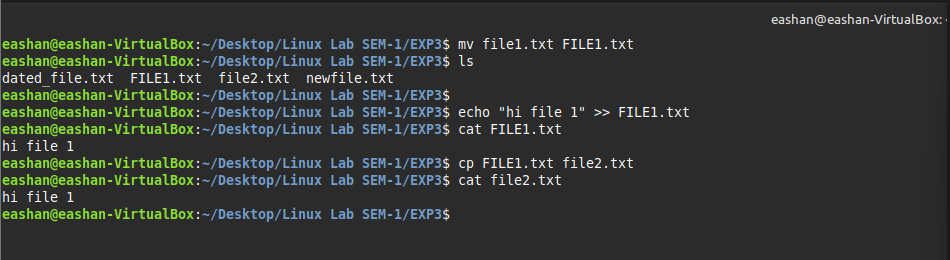 eashan@eashan-VirtualBox:
eashan@eashan-VirtualBox:~/Desktop/Linux Lab SEM-1/EXP3$ mv file1.txt FILE1.txt
eashan@eashan-VirtualBox:~/Desktop/Linux Lab SEM-1/EXP3$ ls
dated_file.txt  FILE1.txt  file2.txt  newfile.txt
eashan@eashan-VirtualBox:~/Desktop/Linux Lab SEM-1/EXP3$
eashan@eashan-VirtualBox:~/Desktop/Linux Lab SEM-1/EXP3$ echo "hi file 1" >> FILE1.txt
eashan@eashan-VirtualBox:~/Desktop/Linux Lab SEM-1/EXP3$ cat FILE1.txt
hi file 1
eashan@eashan-VirtualBox:~/Desktop/Linux Lab SEM-1/EXP3$ cp FILE1.txt file2.txt
eashan@eashan-VirtualBox:~/Desktop/Linux Lab SEM-1/EXP3$ cat file2.txt
hi file 1
eashan@eashan-VirtualBox:~/Desktop/Linux Lab SEM-1/EXP3$